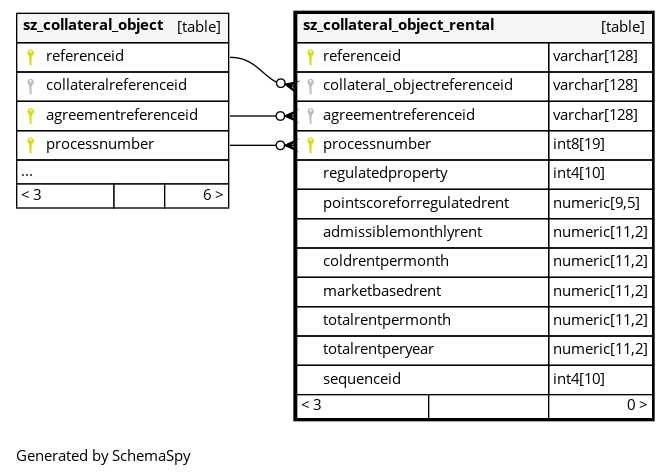 sz_collateral_object [table]
referenceid
collateralreferenceid
agreementreferenceid
processnumber
...
< 3 6 >
sz_collateral_object_rental [table]
referenceid varchar[128]
collateral_objectreferenceid varchar[128]
agreementreferenceid varchar[128]
processnumber int8[19]
regulatedproperty int4[10]
pointscoreforregulatedrent numeric[9,5]
admissiblemonthlyrent numeric[11,2]
coldrentpermonth numeric[11,2]
marketbasedrent numeric[11,2]
totalrentpermonth numeric[11,2]
totalrentperyear numeric[11,2]
sequenceid int4[10]
< 3 0 >
Generated by SchemaSpy